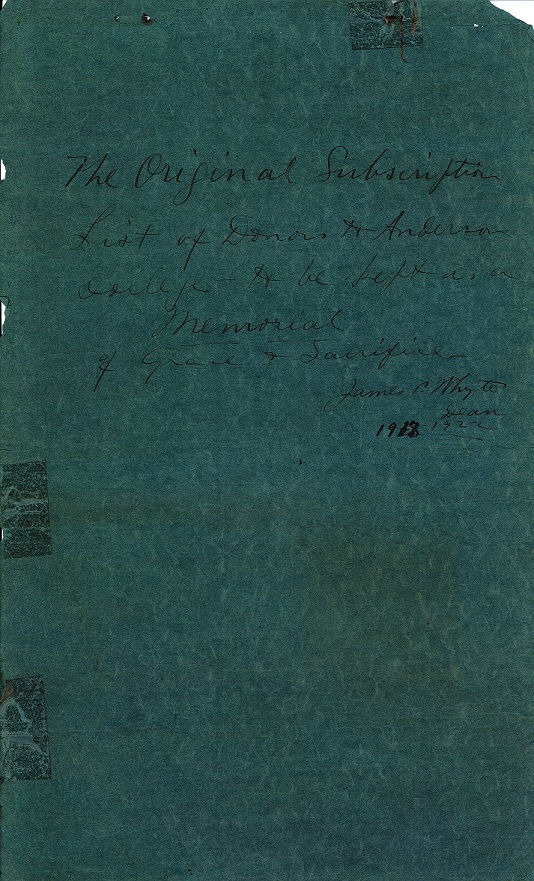 The Original Subscription
List of Donors to Anderson
College - to be kept as a
Memorial
of Grace & Sacrifice
James C. Whyte
Dean
1918-1922